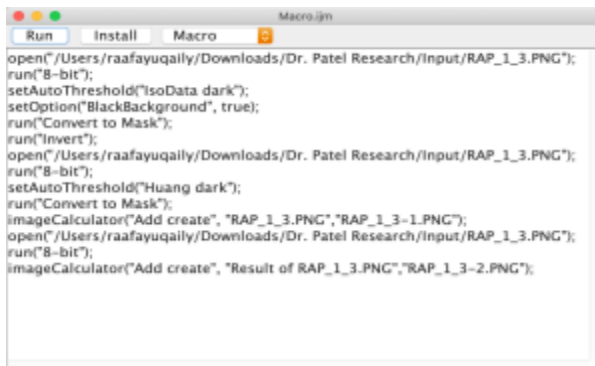 Macro.ijm
Run Install Macro
open("/Users/raafayuqaily/Downloads/Dr. Patel Research/Input/RAP_1_3.PNG");
run("8-bit");
setAutoThreshold("IsoData dark");
setOption("BlackBackground", true);
run("Convert to Mask");
run("Invert");
open("/Users/raafayuqaily/Downloads/Dr. Patel Research/Input/RAP_1_3.PNG");
run("8-bit");
setAutoThreshold("Huang dark");
run("Convert to Mask");
imageCalculator("Add create", "RAP_1_3.PNG","RAP_1_3-1.PNG");
open("/Users/raafayuqaily/Downloads/Dr. Patel Research/Input/RAP_1_3.PNG");
run("8-bit");
imageCalculator("Add create", "Result of RAP_1_3.PNG","RAP_1_3-2.PNG");